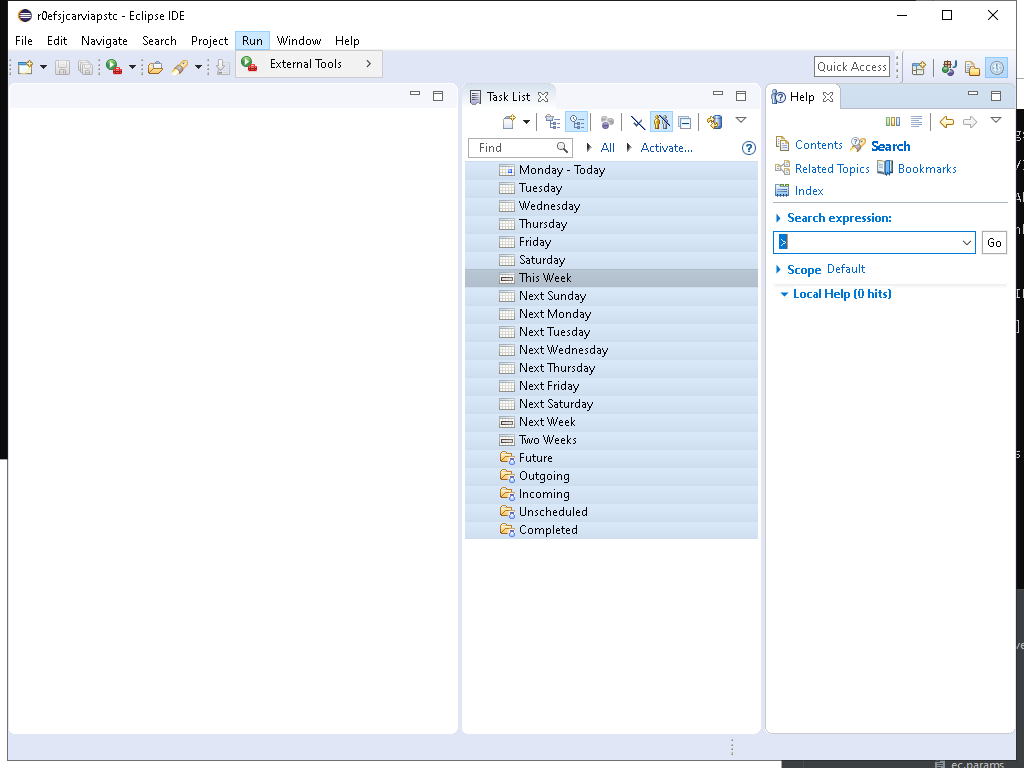 r0efsjcarviapstc - Eclipse IDE
File Edit Navigate Search Project Run Window Help
External Tools
Quick Access
Task List
Help
Find All Activate...
Contents Search
Related Topics Bookmarks
Index
Search expression:
> Go
Scope Default
Local Help (0 hits)
Monday - Today
Tuesday
Wednesday
Thursday
Friday
Saturday
This Week
Next Sunday
Next Monday
Next Tuesday
Next Wednesday
Next Thursday
Next Friday
Next Saturday
Next Week
Two Weeks
Future
Outgoing
Incoming
Unscheduled
Completed
ec.params